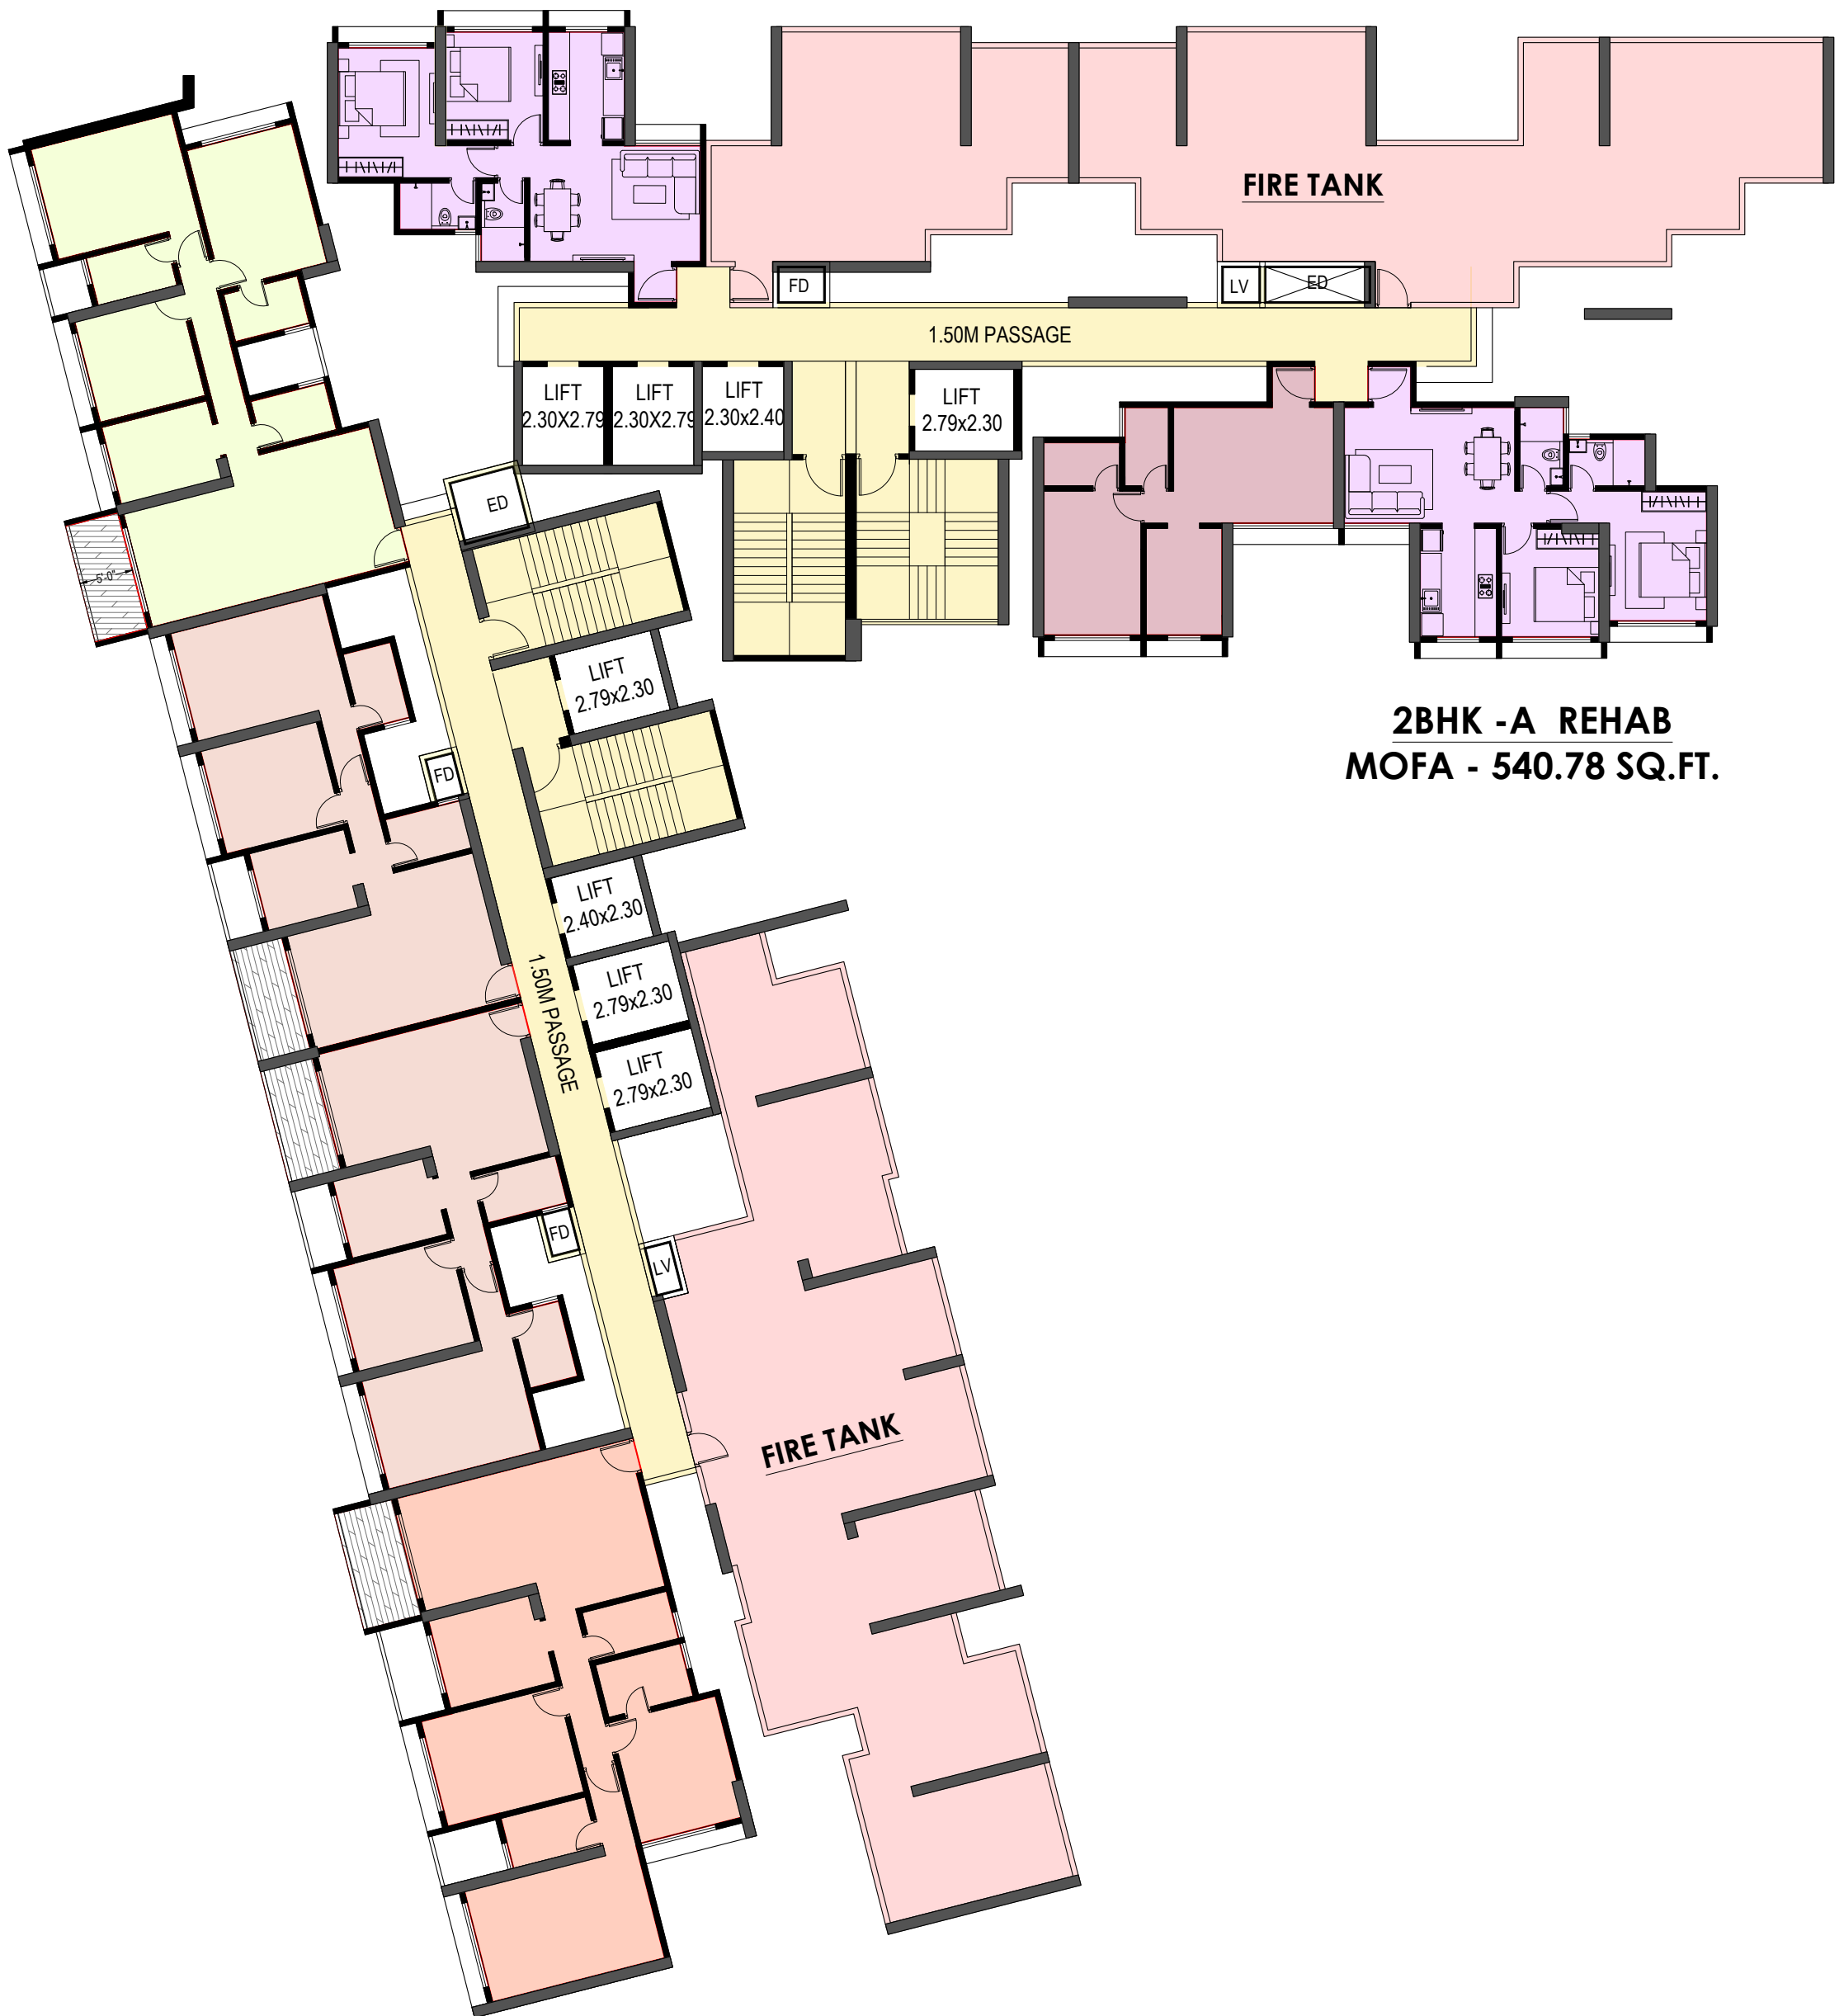 FIRE TANK
FD
LV
ED
1.50M PASSAGE
LIFT
2.30X2.79
LIFT
2.30X2.79
LIFT
2.30x2.40
LIFT
2.79x2.30
ED
5'-0"
LIFT
2.79x2.30
2BHK -A REHAB
MOFA - 540.78 SQ.FT.
FD
LIFT
2.40x2.30
LIFT
2.79x2.30
1.50M PASSAGE
LIFT
2.79x2.30
FD
LV
FIRE TANK